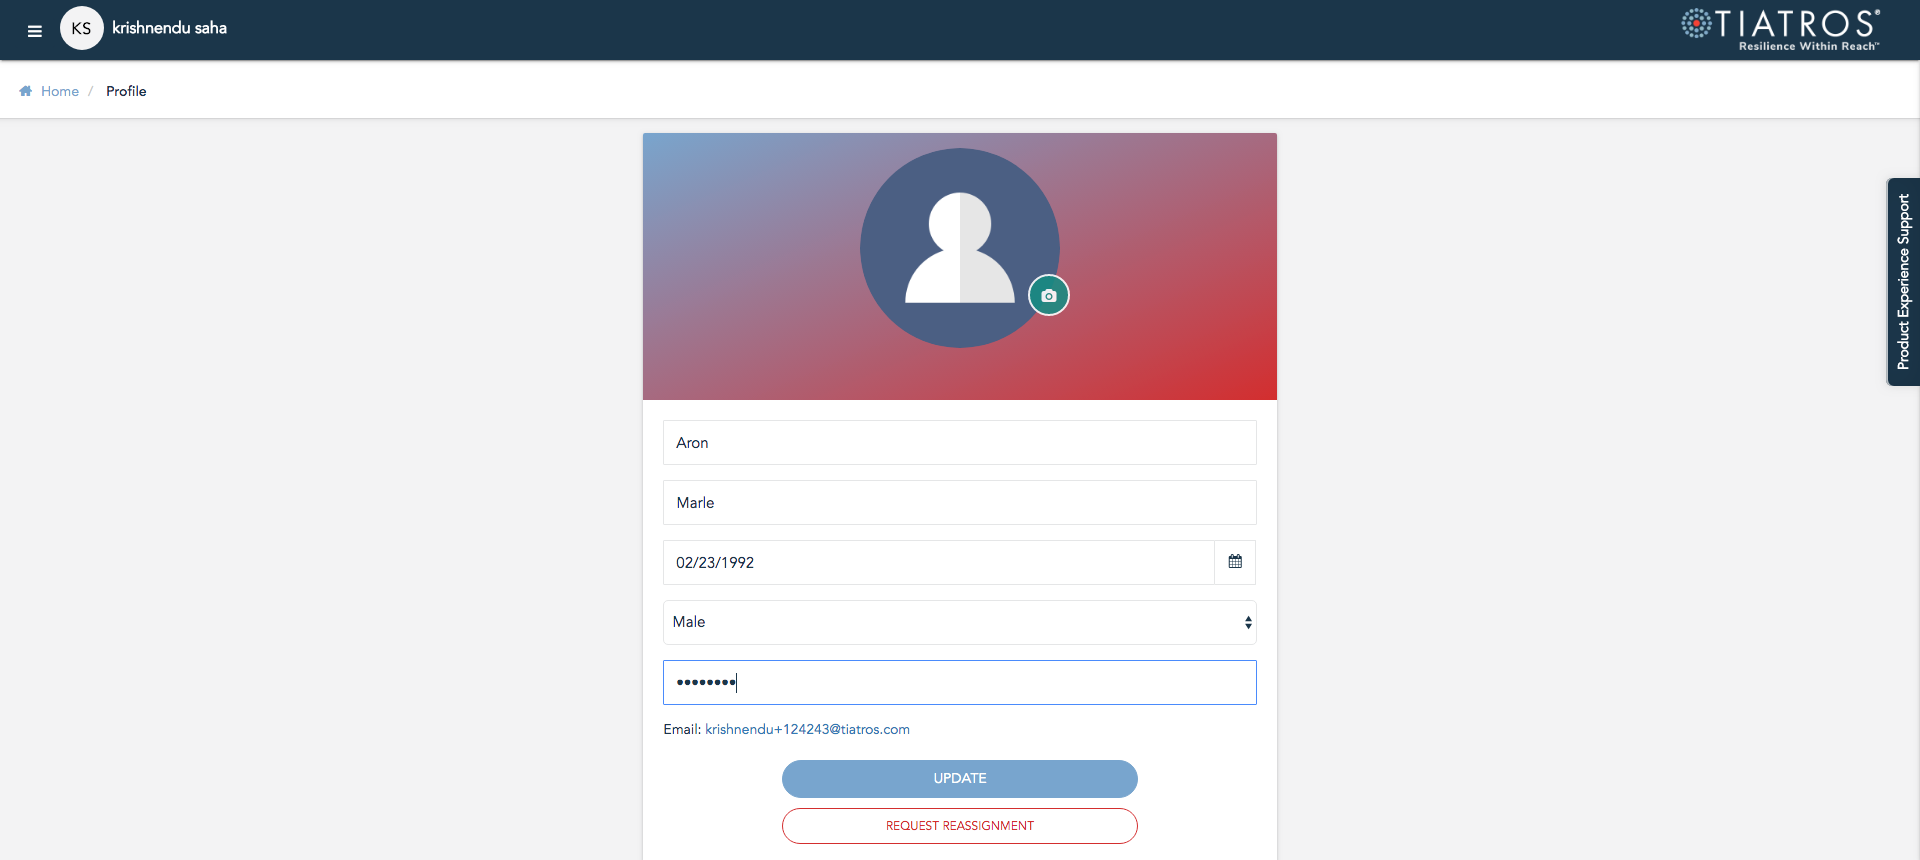 KS
krishnendu saha
TIATROS®
Resilience Within Reach™
Home / Profile
Product Experience Support
Aron
Marle
02/23/1992
Male
••••••••
Email: krishnendu+124243@tiatros.com
UPDATE
REQUEST REASSIGNMENT